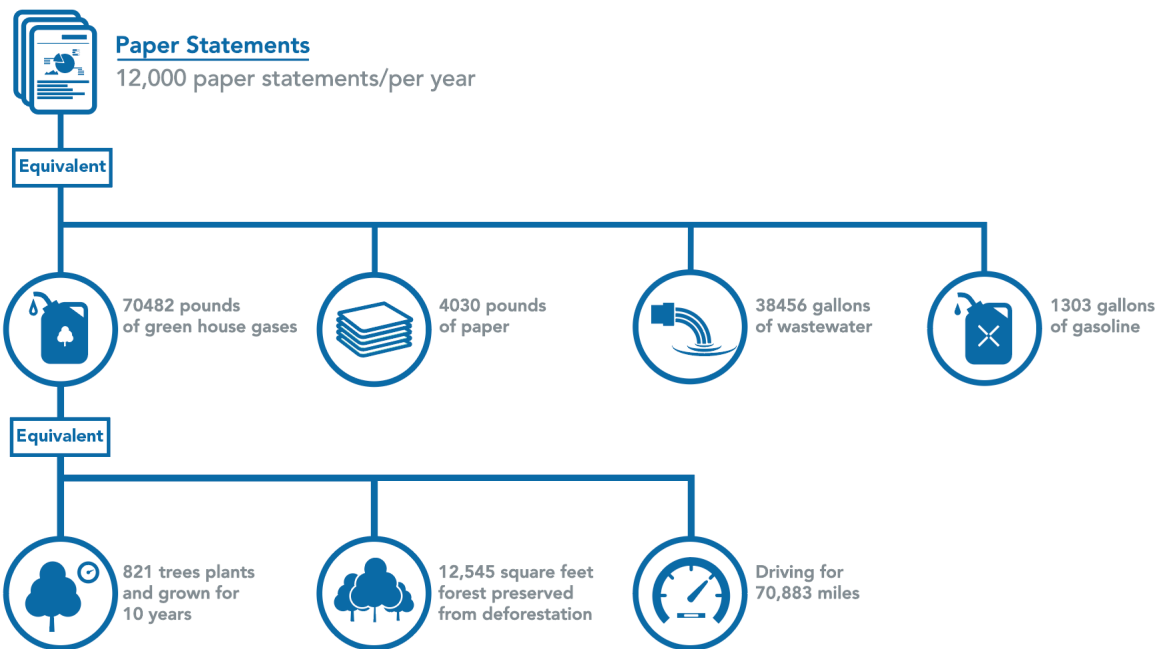 Paper Statements
12,000 paper statements/per year
Equivalent
70482 pounds
of green house gases
4030 pounds
of paper
38456 gallons
of wastewater
1303 gallons
of gasoline
Equivalent
821 trees plants
and grown for
10 years
12,545 square feet
forest preserved
from deforestation
Driving for
70,883 miles